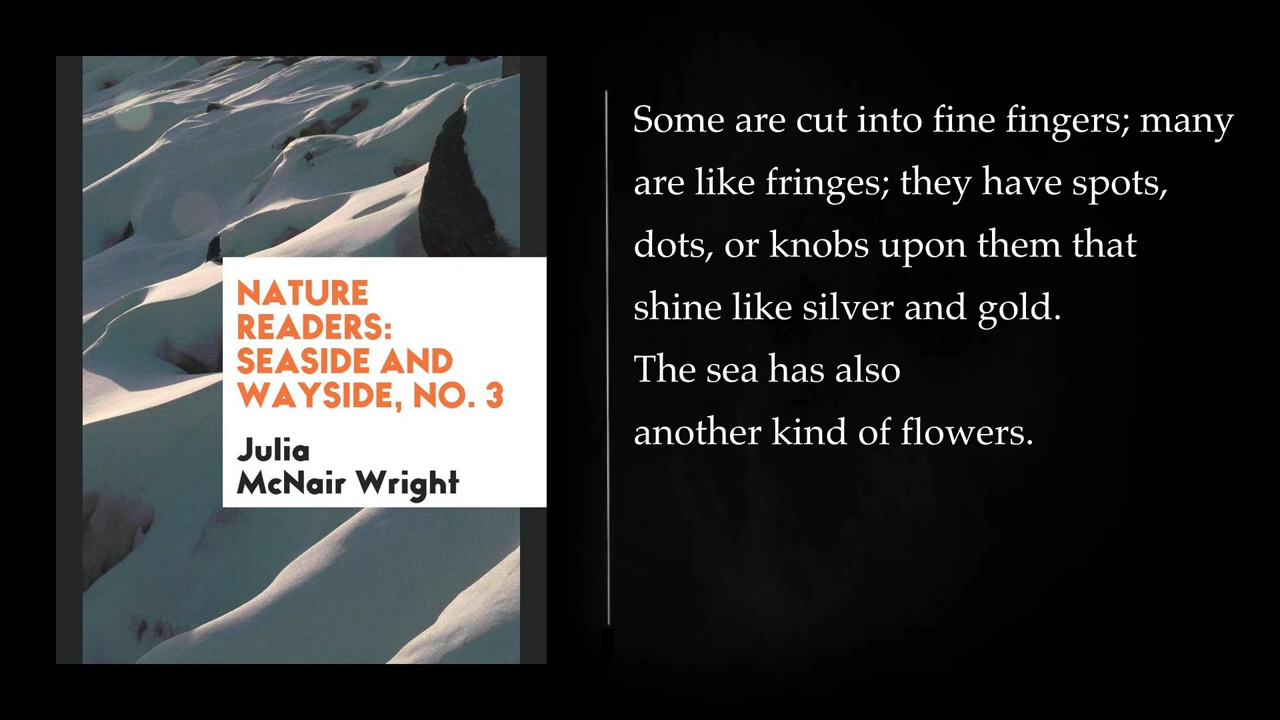 NATURE
READERS:
SEASIDE AND
WAYSIDE, NO. 3
Julia
McNair Wright
Some are cut into fine fingers; many
are like fringes; they have spots,
dots, or knobs upon them that
shine like silver and gold.
The sea has also
another kind of flowers.